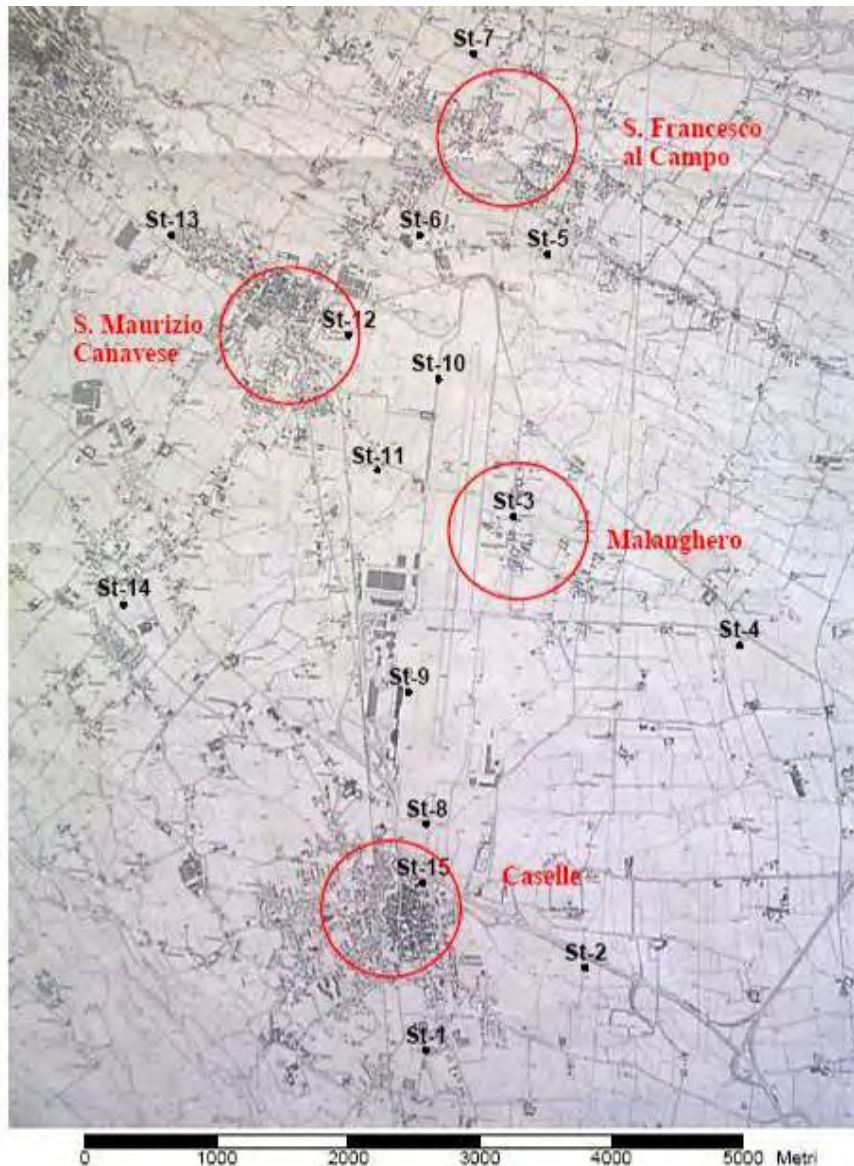 St-7
S. Francesco
al Campo
St-13
St-6
St-5
S. Maurizio
Canavese
St-12
St-10
St-11
St-3
Malanghero
St-14
St-4
St-9
St-8
St-15
Caselle
St-2
St-1
0 1000 2000 3000 4000 5000 Metri